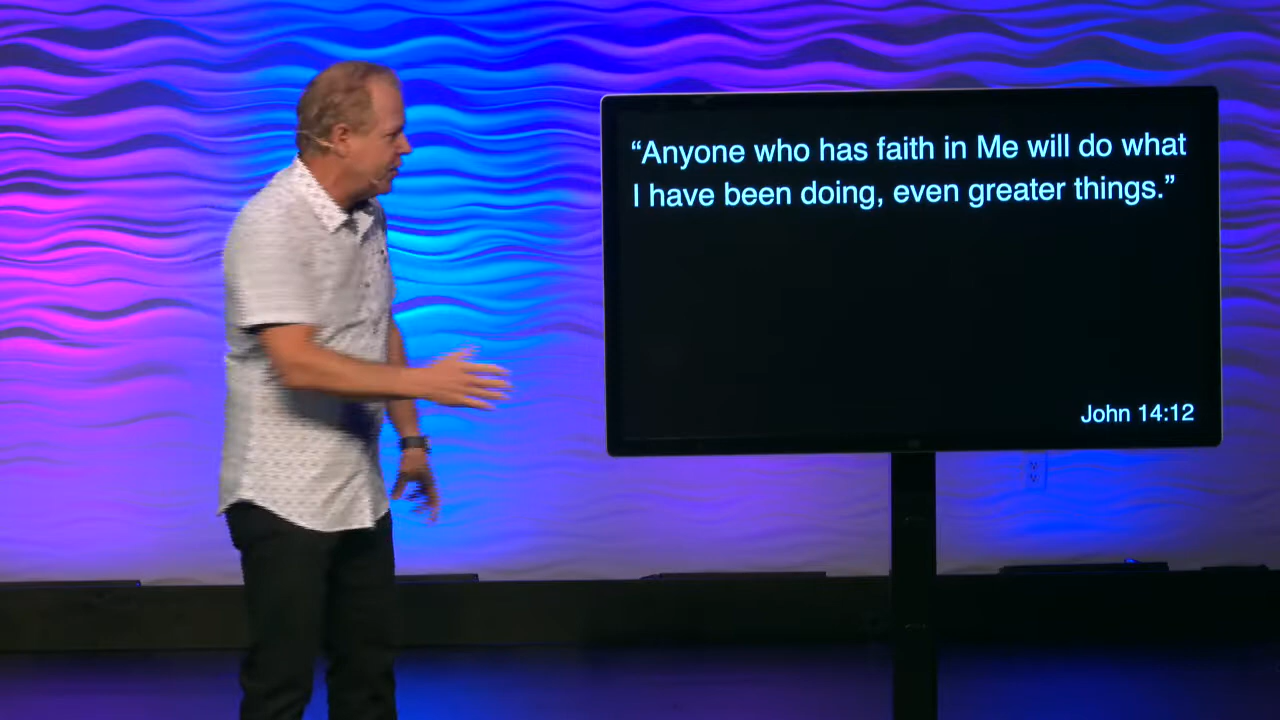 “Anyone who has faith in Me will do what
I have been doing, even greater things.”
John 14:12